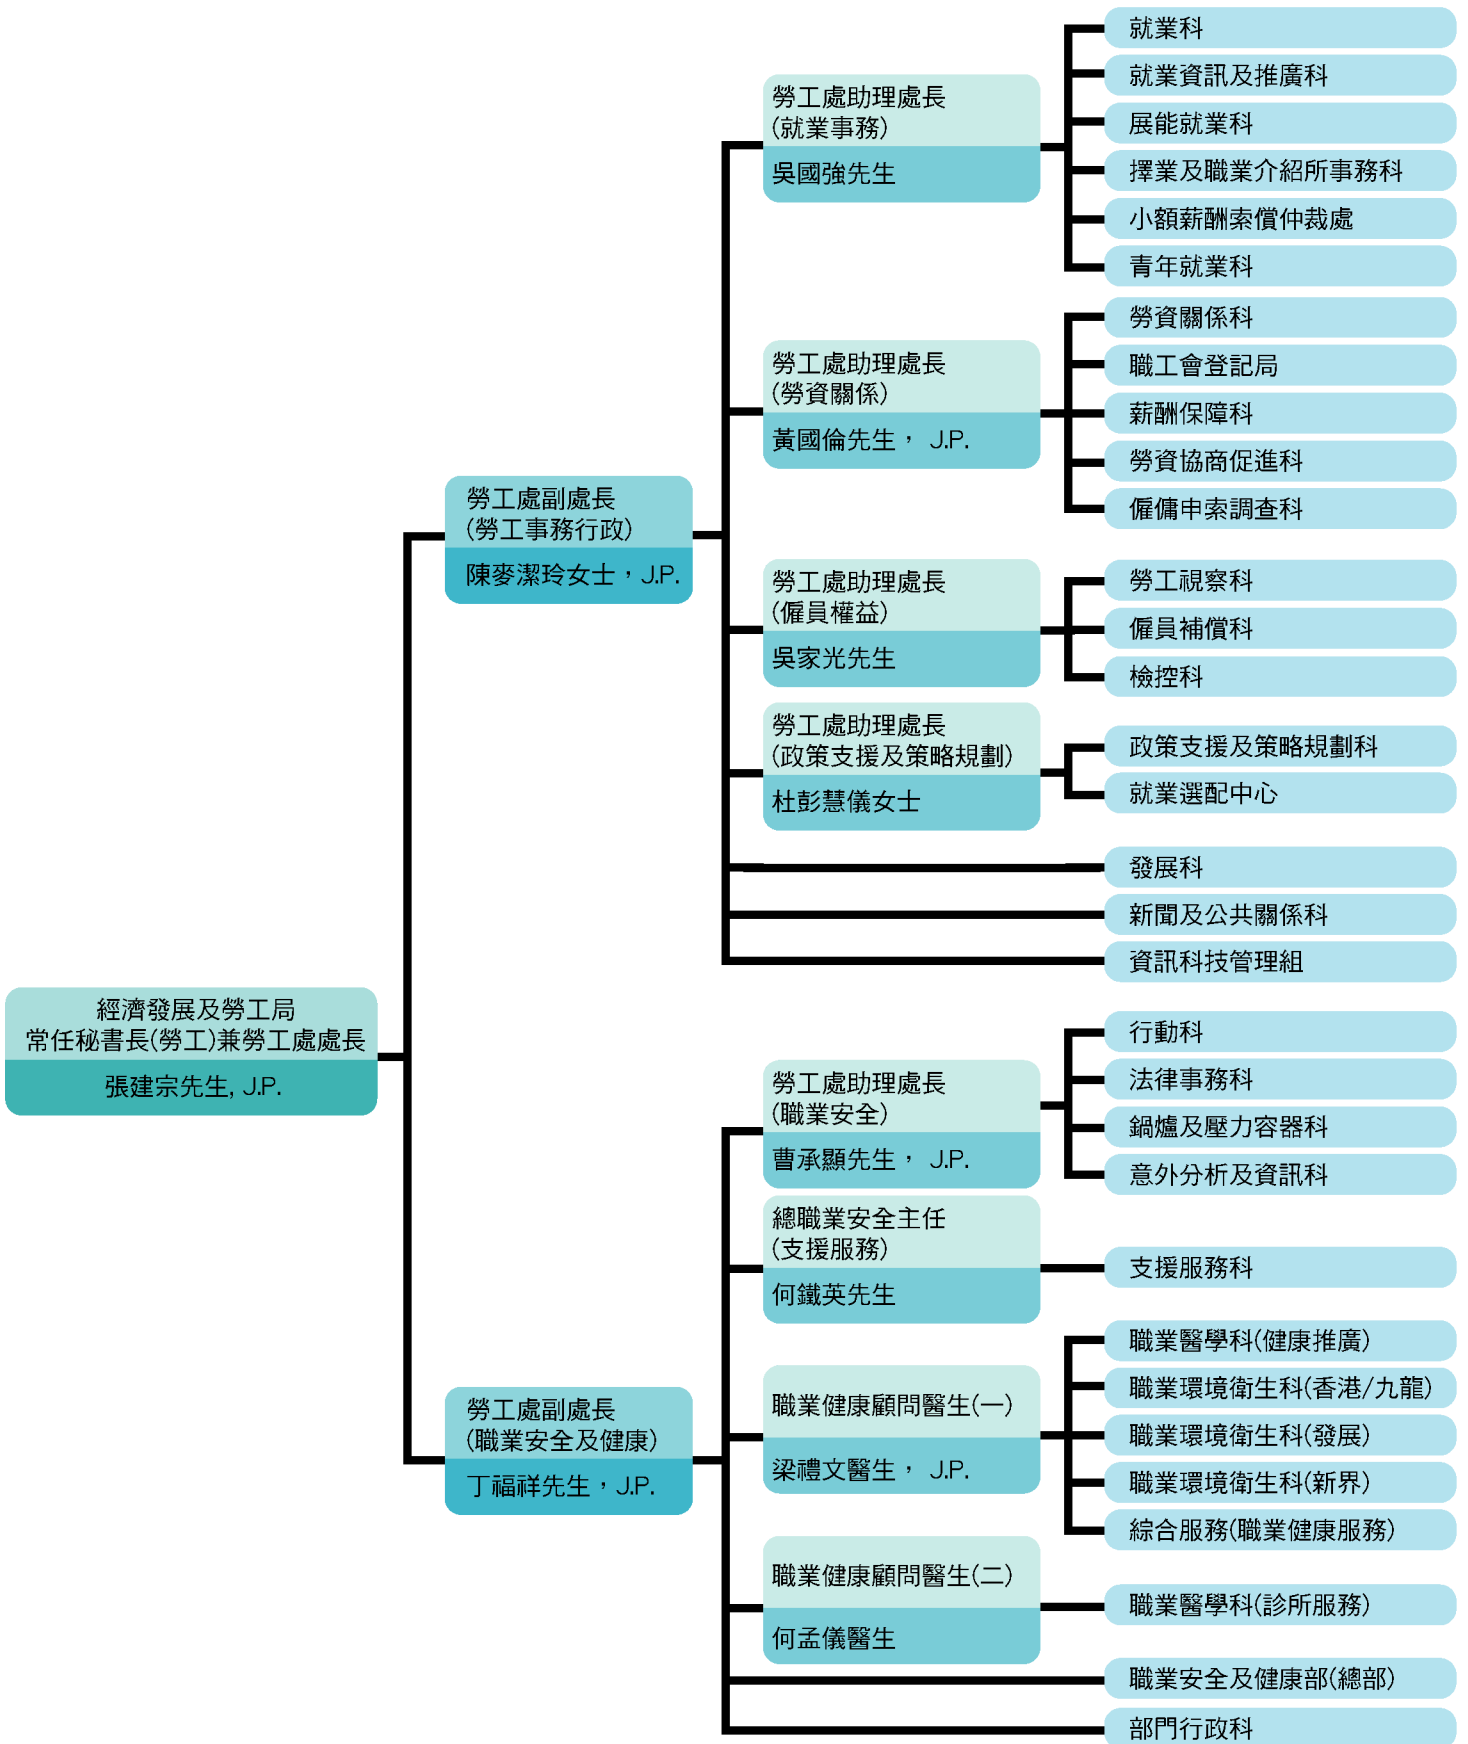 經濟發展及勞工局
常任秘書長(勞工)兼勞工處處長
張建宗先生, J.P.
勞工處副處長
(勞工事務行政)
陳麥潔玲女士，J.P.
勞工處助理處長
(就業事務)
吳國強先生
就業科
就業資訊及推廣科
展能就業科
擇業及職業介紹所事務科
小額薪酬索償仲裁處
青年就業科
勞工處助理處長
(勞資關係)
黃國倫先生， J.P.
勞資關係科
職工會登記局
薪酬保障科
勞資協商促進科
僱傭申索調查科
勞工處助理處長
(僱員權益)
吳家光先生
勞工視察科
僱員補償科
檢控科
勞工處助理處長
(政策支援及策略規劃)
杜彭慧儀女士
政策支援及策略規劃科
就業選配中心
發展科
新聞及公共關係科
資訊科技管理組
勞工處副處長
(職業安全及健康)
丁福祥先生，J.P.
勞工處助理處長
(職業安全)
曹承顯先生， J.P.
行動科
法律事務科
鍋爐及壓力容器科
意外分析及資訊科
總職業安全主任
(支援服務)
何鐵英先生
支援服務科
職業健康顧問醫生(一)
梁禮文醫生， J.P.
職業醫學科(健康推廣)
職業環境衛生科(香港/九龍)
職業環境衛生科(發展)
職業環境衛生科(新界)
綜合服務(職業健康服務)
職業健康顧問醫生(二)
何孟儀醫生
職業醫學科(診所服務)
職業安全及健康部(總部)
部門行政科